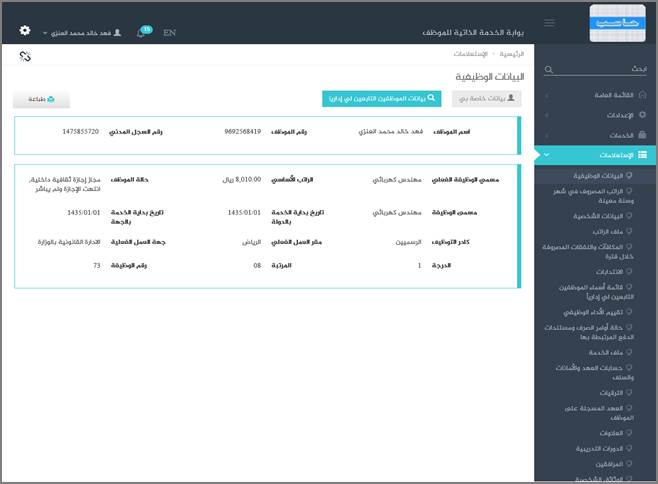 حاسب
بوابة الخدمة الذاتية للموظف
EN
15
فهد خالد محمد العنزي
ابحث
القائمة العامة
الإعدادات
الخدمات
الإستعلامات
البيانات الوظيفية
الراتب المصروف في شهر
وسنة معينة
البيانات الشخصية
ملف الراتب
المكافآت والنفقات المصروفة
خلال فترة
الانتدابات
قائمة أسماء الموظفين
التابعين لي إدارياً
تقييم الأداء الوظيفي
حالة أوامر الصرف ومستندات
الدفع المرتبطة بها
ملف الخدمة
حسابات العهد والأمانات
والسلف
الترقيات
العهد المسجلة على
الموظف
العلاوات
الدورات التدريبية
المرافقين
الوثائق الشخصية
الرئيسية - الإستعلامات
البيانات الوظيفية
بيانات خاصة بي
بيانات الموظفين التابعين لي إدارياً
طباعة
اسم الموظف فهد خالد محمد العنزي رقم الموظف 9692568419 رقم السجل المدني 1475855720
مسمى الوظيفة الفعلي مهندس كهربائي الراتب الأساسي 8,010.00 ريال حالة الموظف مجاز إجازة ثقافية داخلية,
انتهت الإجازة ولم يباشر
مسمى الوظيفة مهندس كهربائي تاريخ بداية الخدمة 1435/01/01 تاريخ بداية الخدمة 1435/01/01
بالدولة بالجهة
كادر التوظيف الرسميين مقر العمل الفعلي الرياض جهة العمل الفعلية الادارة القانونية بالوزارة
الدرجة 1 المرتبة 08 رقم الوظيفة 73